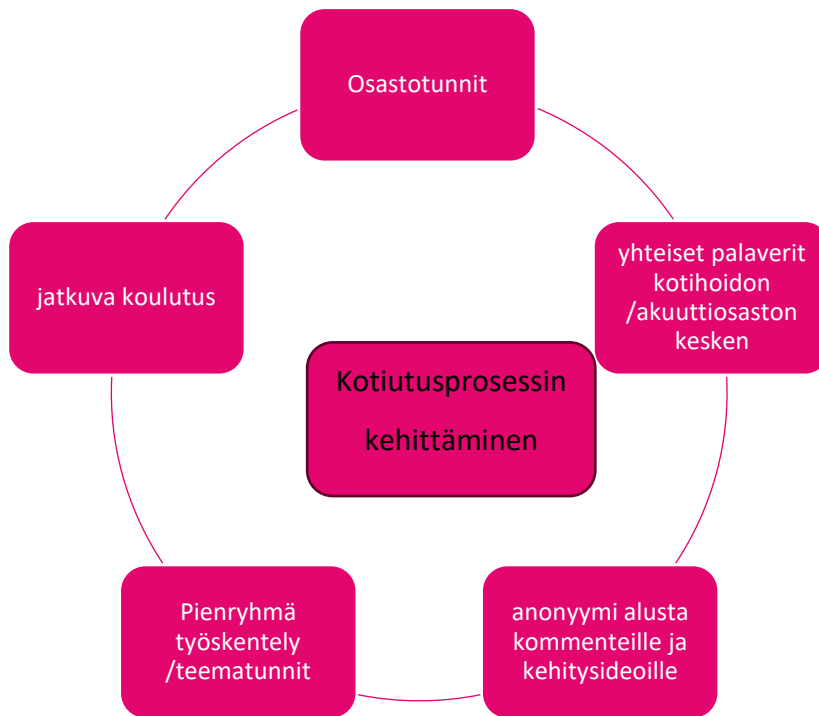 Osastotunnit
yhteiset palaverit
kotihoidon
/akuuttiosaston
kesken
jatkuva koulutus
Kotiutusprosessin
kehittäminen
anonyymi alusta
kommenteille ja
kehitysideoille
Pienryhmä
työskentely
/teematunnit